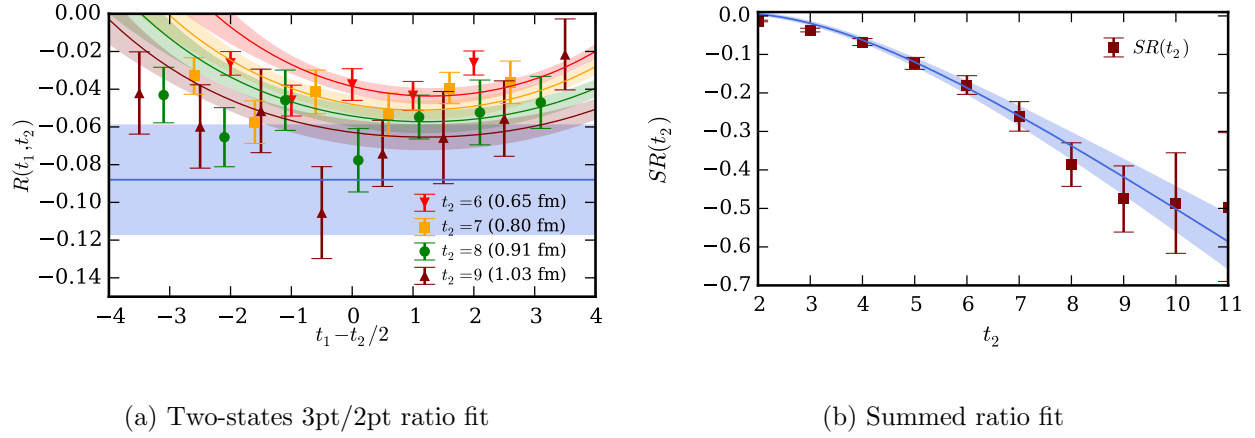 0.00
−0.02
−0.04
−0.06
−0.08
−0.10
−0.12
−0.14
R(t₁,t₂)
−4 −3 −2 −1 0 1 2 3 4
t₁−t₂/2
t₂=6 (0.65 fm)
t₂=7 (0.80 fm)
t₂=8 (0.91 fm)
t₂=9 (1.03 fm)
(a) Two-states 3pt/2pt ratio fit
0.0
−0.1
−0.2
−0.3
−0.4
−0.5
−0.6
−0.7
SR(t₂)
SR(t₂)
2 3 4 5 6 7 8 9 10 11
t₂
(b) Summed ratio fit